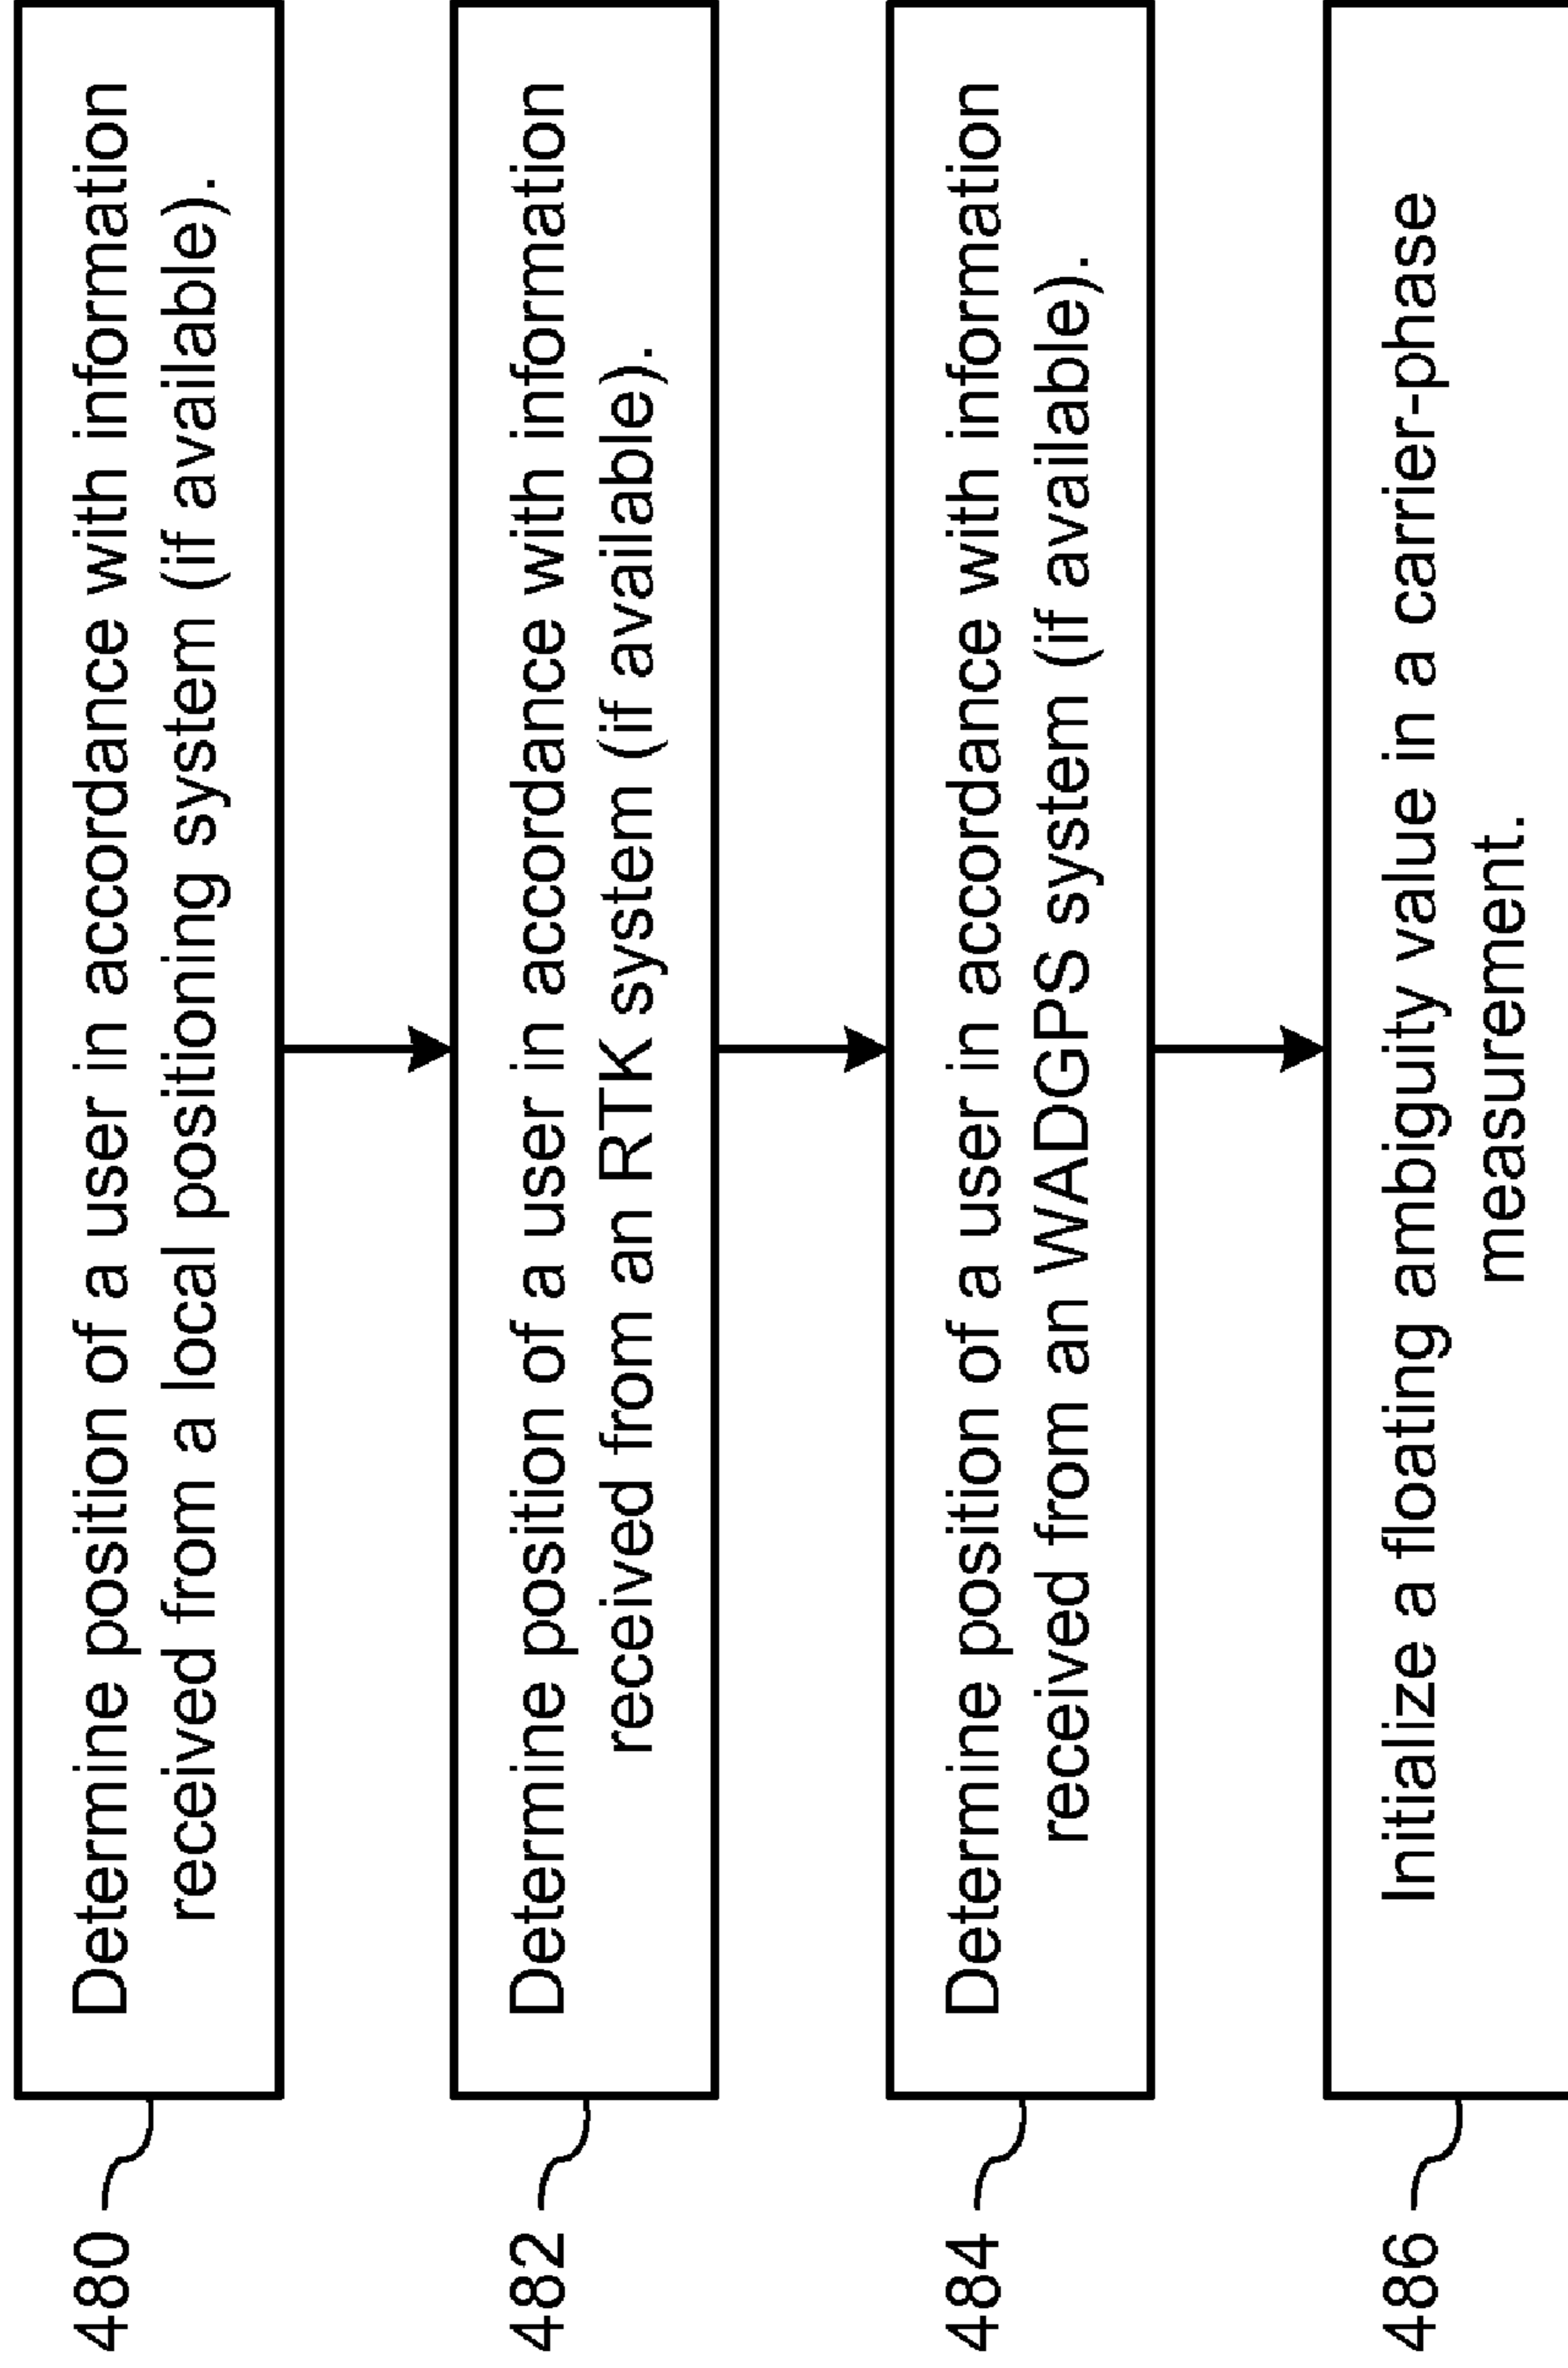 480
Determine position of a user in accordance with information
received from a local positioning system (if available).
482
Determine position of a user in accordance with information
received from an RTK system (if available).
484
Determine position of a user in accordance with information
received from an WADGPS system (if available).
486
Initialize a floating ambiguity value in a carrier-phase
measurement.